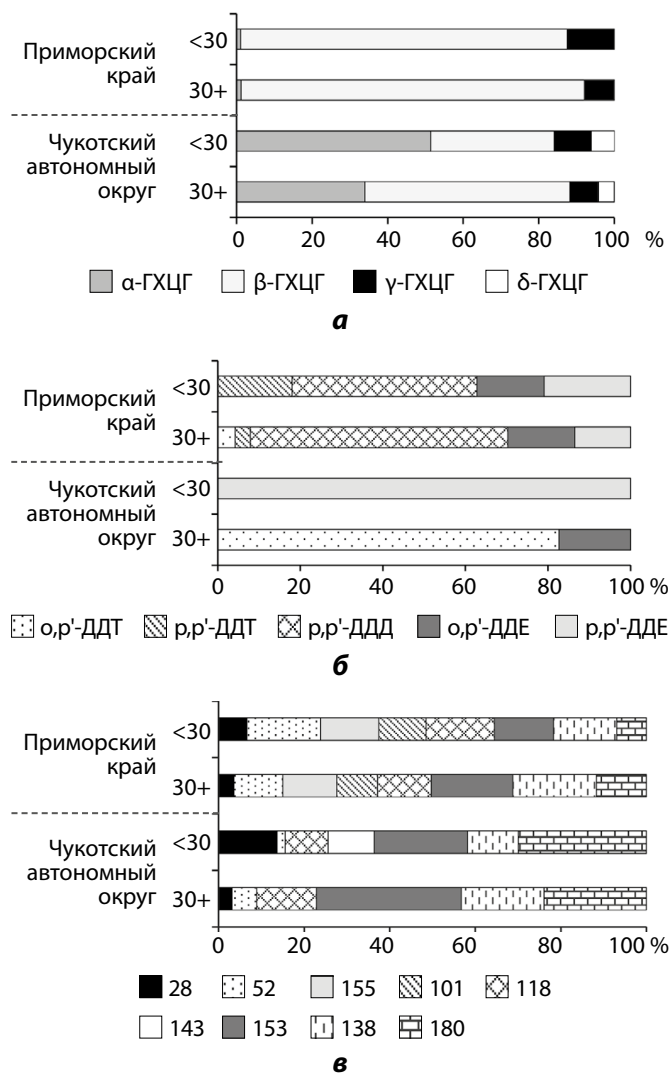 Приморский
край
<30
30+
Чукотский
автономный
округ
<30
30+
0 20 40 60 80 100 %
α-ГХЦГ β-ГХЦГ γ-ГХЦГ δ-ГХЦГ
а
Приморский
край
<30
30+
Чукотский
автономный
округ
<30
30+
0 20 40 60 80 100 %
o,p'-ДДТ p,p'-ДДТ p,p'-ДДД o,p'-ДДЕ p,p'-ДДЕ
б
Приморский
край
<30
30+
Чукотский
автономный
округ
<30
30+
0 20 40 60 80 100 %
28 52 155 101 118
143 153 138 180
в